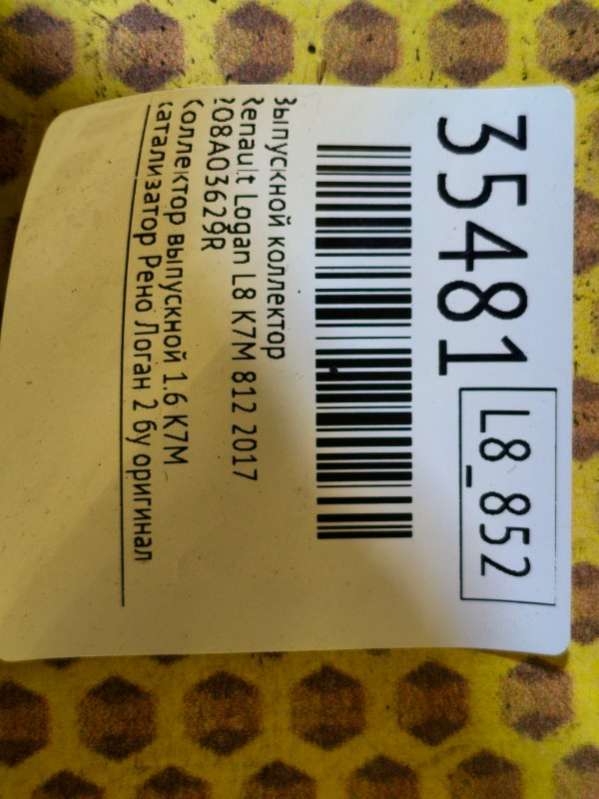 35481
L8_852
Выпускной коллектор
Renault Logan L8 K7M 812 2017
208A03629R
Коллектор выпускной 1.6 K7M
катализатор Рено Логан 2 бу оригинал